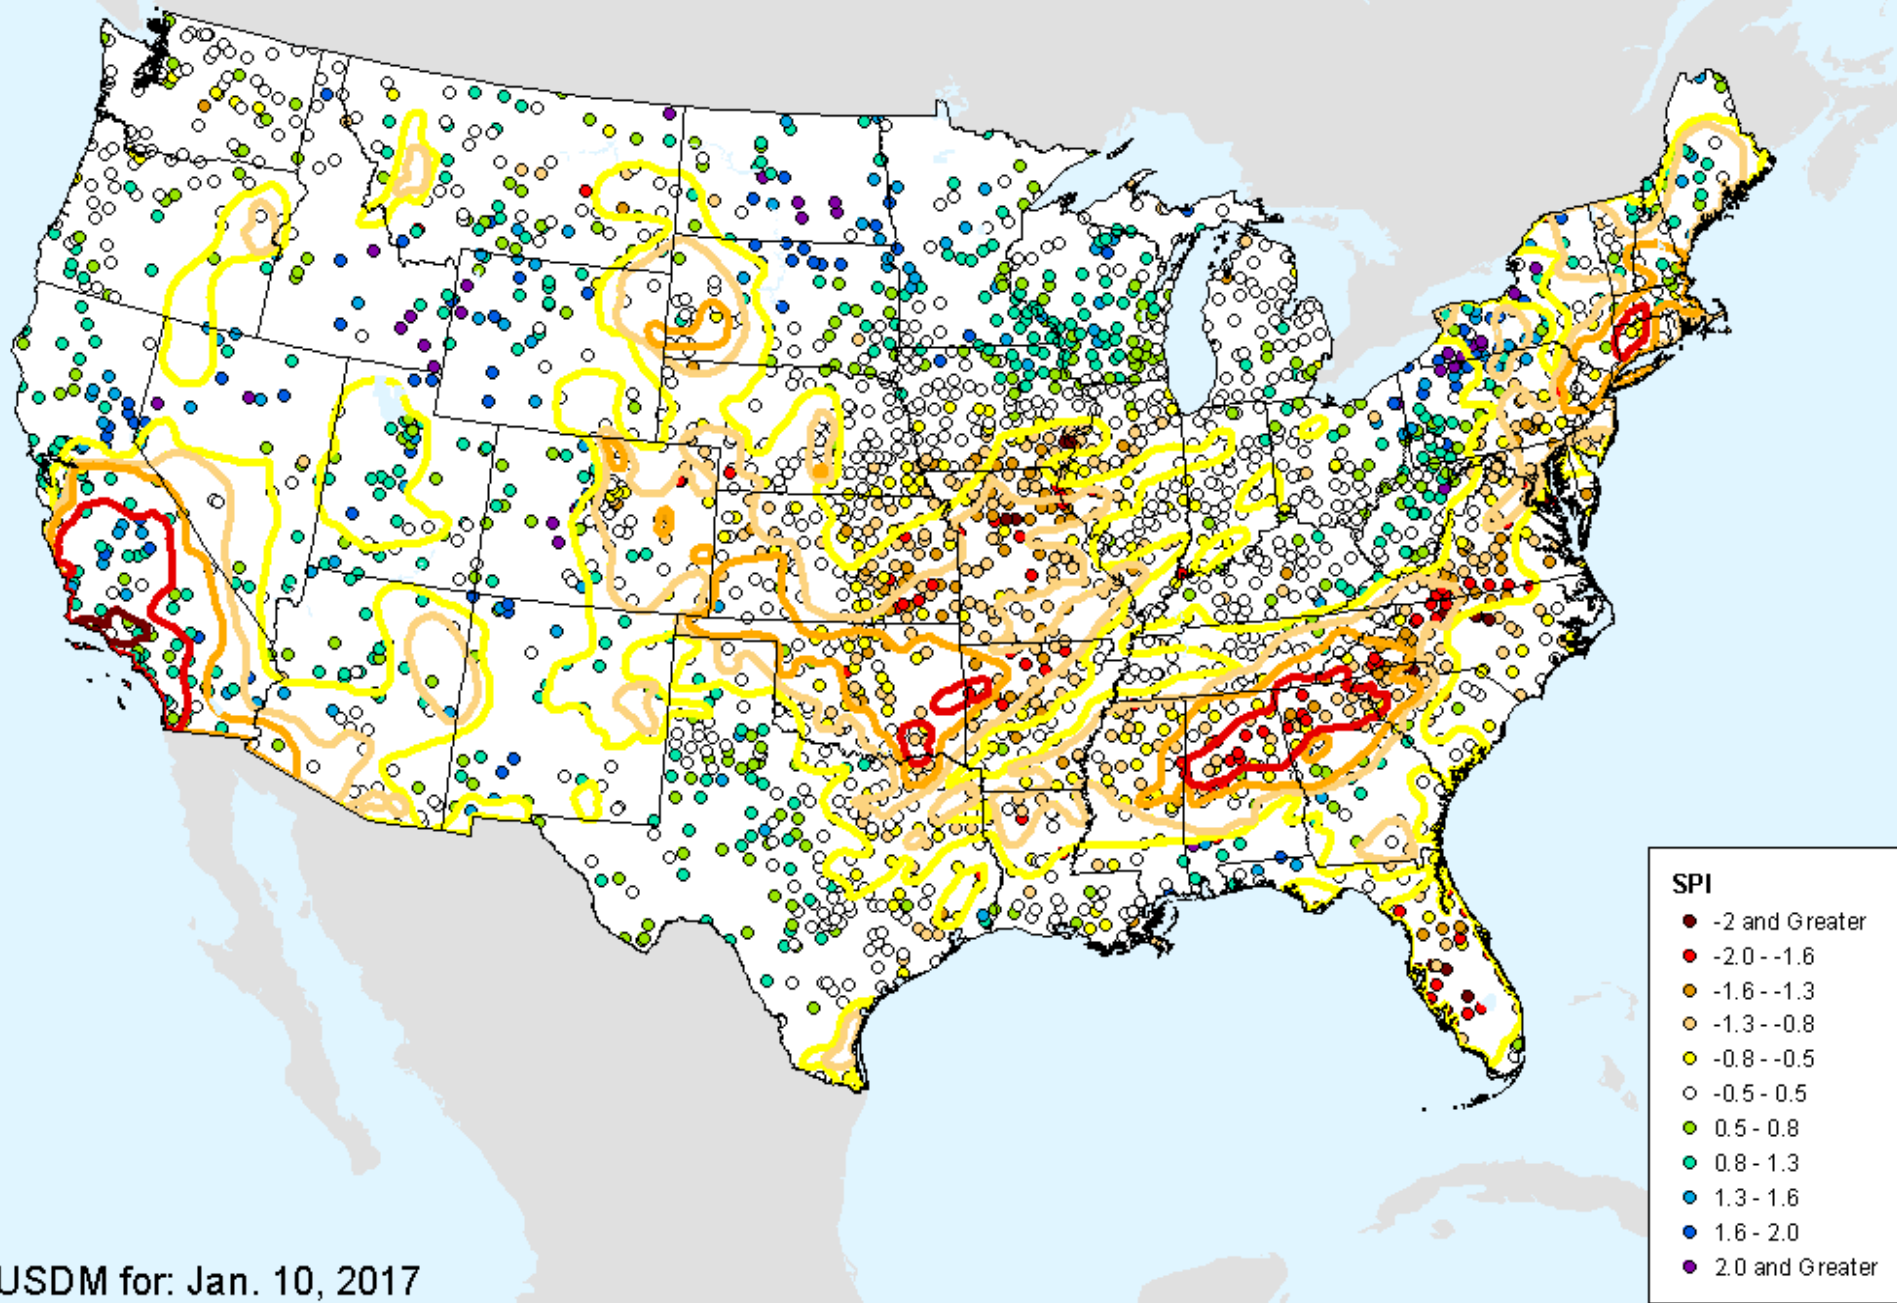 SPI
-2 and Greater
-2.0 - -1.6
-1.6 - -1.3
-1.3 - -0.8
-0.8 - -0.5
-0.5 - 0.5
0.5 - 0.8
0.8 - 1.3
1.3 - 1.6
1.6 - 2.0
2.0 and Greater
USDM for: Jan. 10, 2017